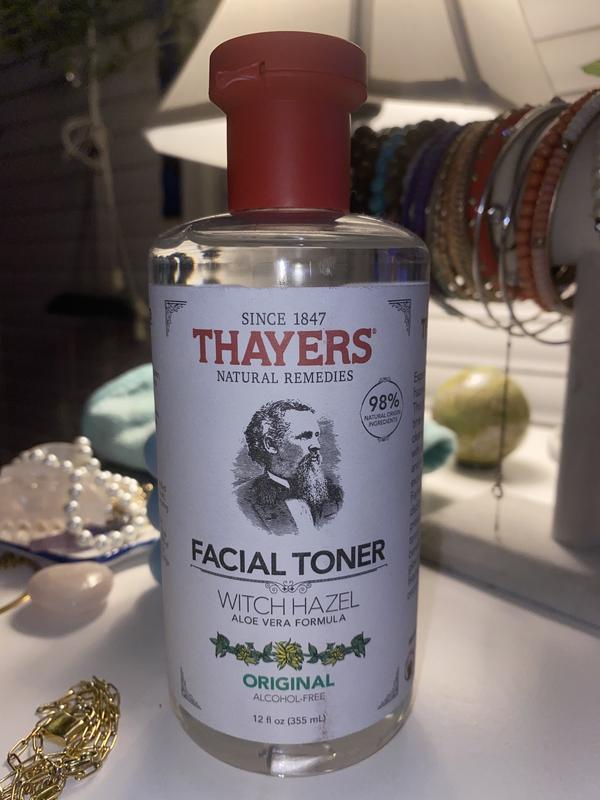 SINCE 1847
THAYERS®
NATURAL REMEDIES
98%
NATURAL ORIGIN
INGREDIENTS
FACIAL TONER
WITCH HAZEL
ALOE VERA FORMULA
ORIGINAL
ALCOHOL-FREE
12 fl oz (355 mL)